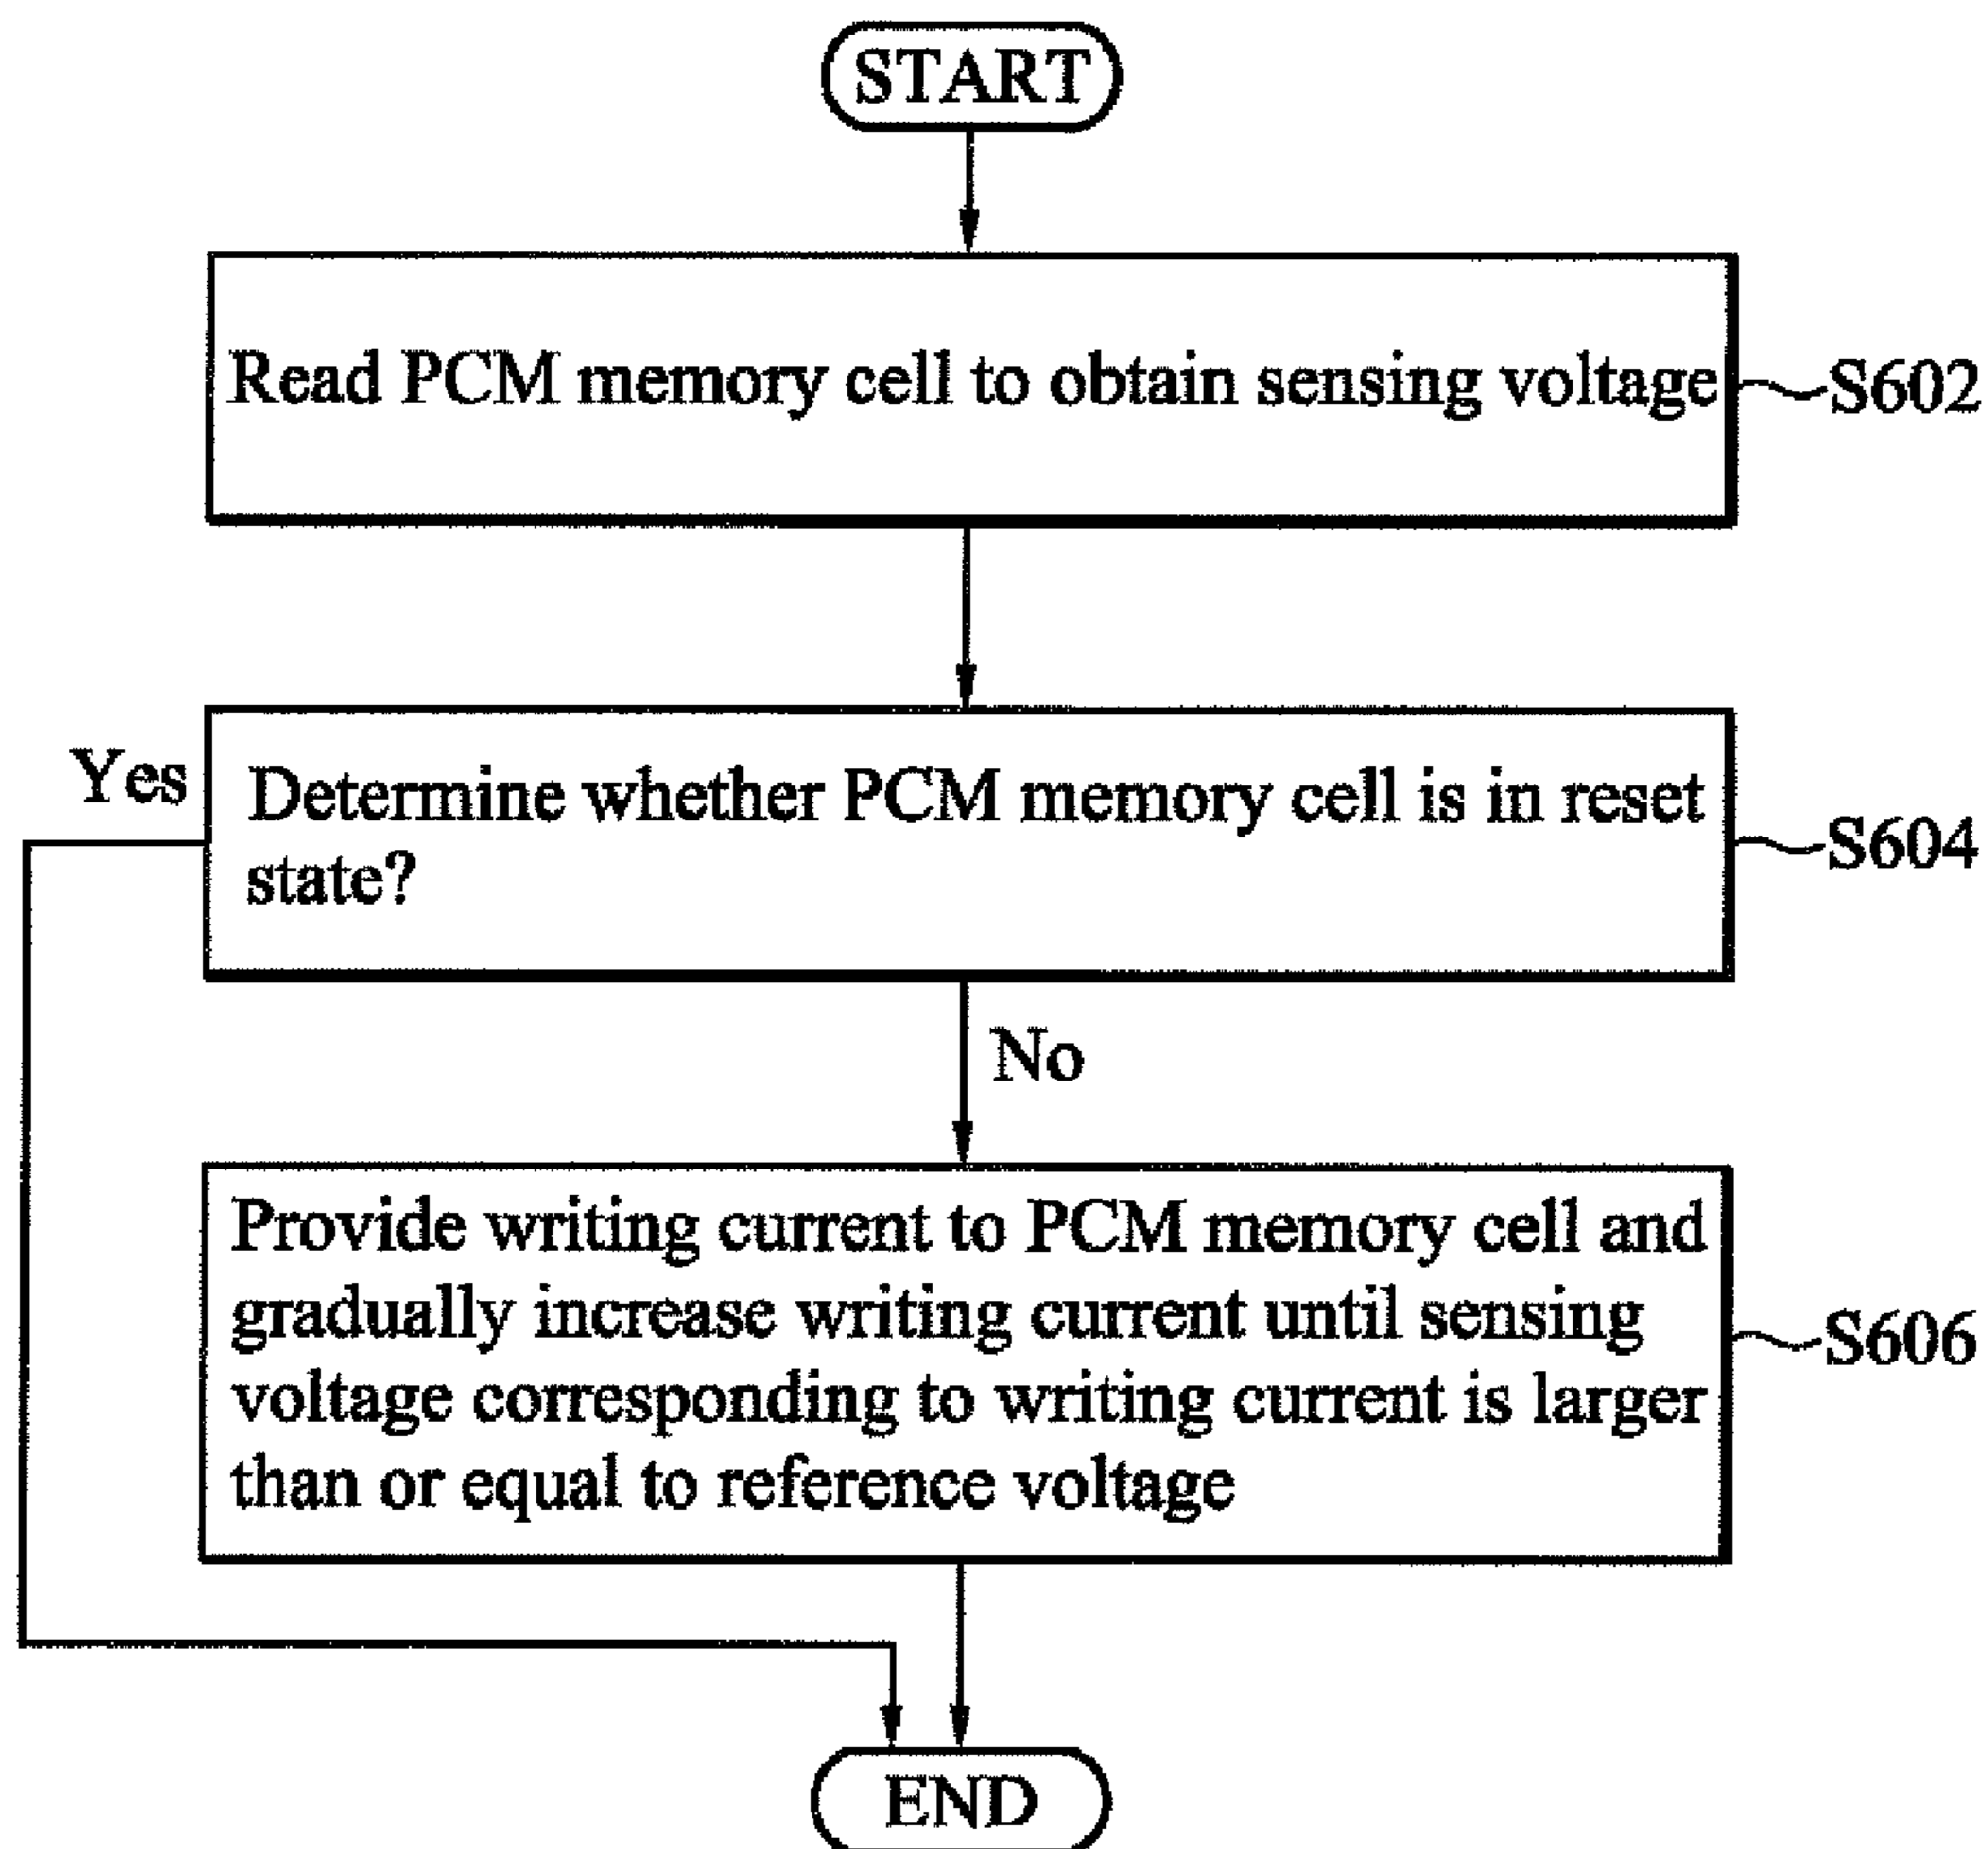 START
Read PCM memory cell to obtain sensing voltage
S602
Yes
Determine whether PCM memory cell is in reset
state?
S604
No
Provide writing current to PCM memory cell and
gradually increase writing current until sensing
voltage corresponding to writing current is larger
than or equal to reference voltage
S606
END